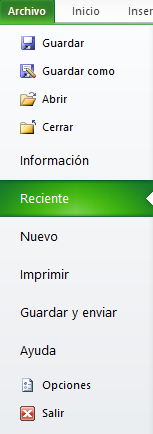 Archivo Inicio Inser
Guardar
Guardar como
Abrir
Cerrar
Información
Reciente
Nuevo
Imprimir
Guardar y enviar
Ayuda
Opciones
Salir